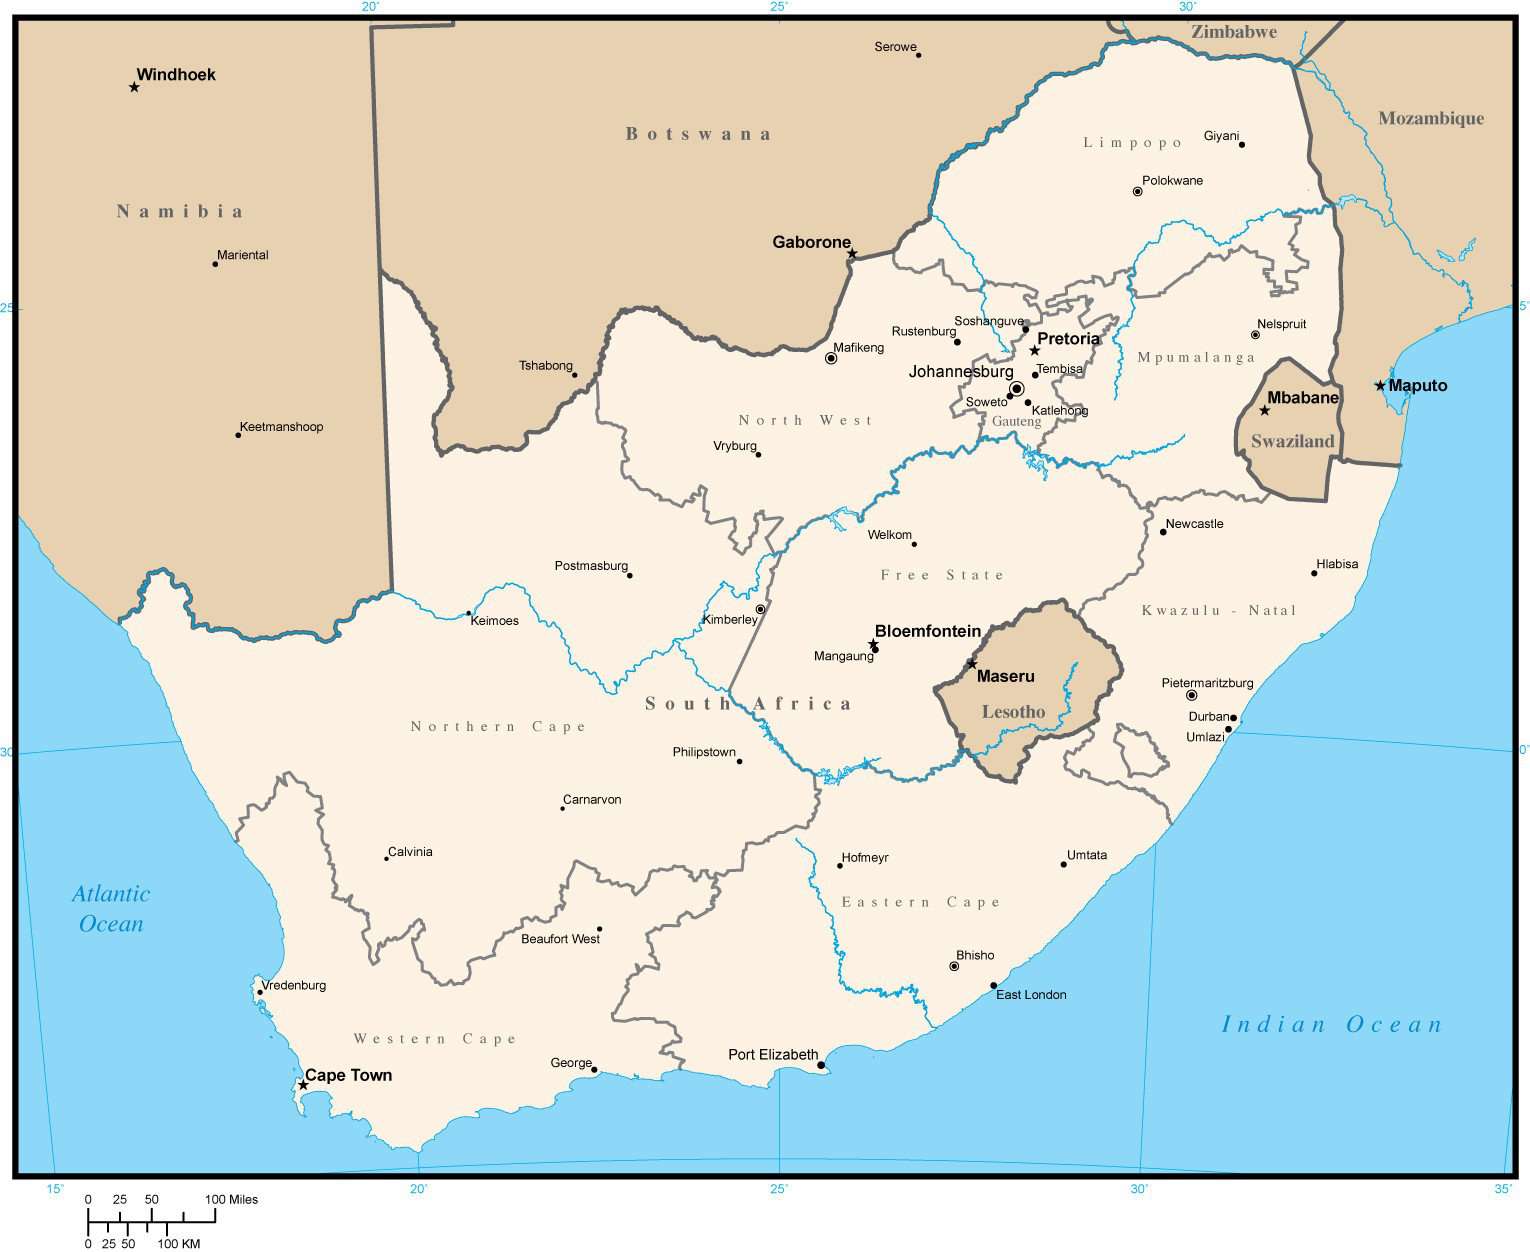 20°
25°
30°
Zimbabwe
Serowe
Windhoek
Mozambique
Botswana
Limpopo
Giyani
Polokwane
Namibia
Gaborone
Mariental
25
5°
Soshanguve
Nelspruit
Rustenburg
Pretoria
Mafikeng
Mpumalanga
Tshabong
Johannesburg
Tembisa
Maputo
Mbabane
Soweto
Katlehong
North West
Gauteng
Keetmanshoop
Swaziland
Vryburg
Newcastle
Welkom
Postmasburg
Hlabisa
Free State
Kwazulu - Natal
Keimoes
Kimberley
Bloemfontein
Mangaung
Maseru
Pietermaritzburg
South Africa
Lesotho
Durban
Northern Cape
Umlazi
30
0°
Philipstown
Carnarvon
Calvinia
Hofmeyr
Umtata
Atlantic
Ocean
Eastern Cape
Beaufort West
Bhisho
Vredenburg
East London
Indian Ocean
Western Cape
Port Elizabeth
George
Cape Town
15°
20°
25°
30°
35°
0 25 50 100 Miles
0 25 50 100 KM